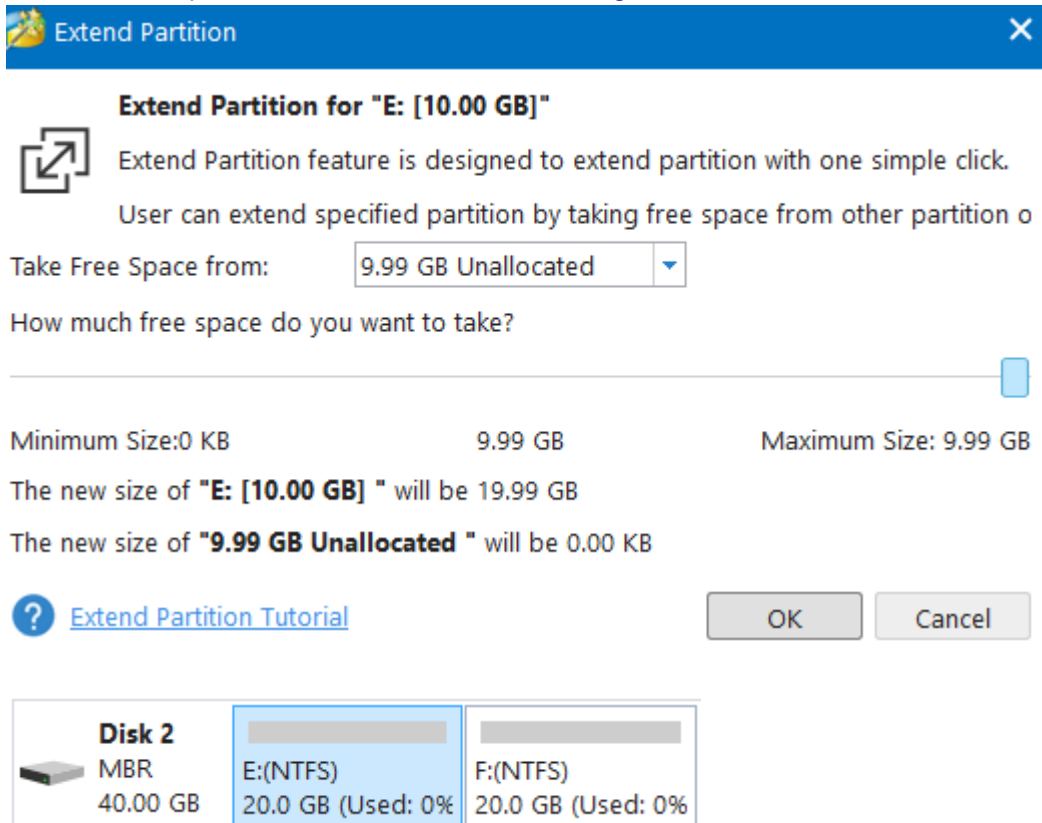 Extend Partition
Extend Partition for "E: [10.00 GB]"
Extend Partition feature is designed to extend partition with one simple click.
User can extend specified partition by taking free space from other partition o
Take Free Space from: 9.99 GB Unallocated
How much free space do you want to take?
Minimum Size:0 KB 9.99 GB Maximum Size: 9.99 GB
The new size of "E: [10.00 GB] " will be 19.99 GB
The new size of "9.99 GB Unallocated " will be 0.00 KB
? Extend Partition Tutorial OK Cancel
Disk 2
MBR E:(NTFS) F:(NTFS)
40.00 GB 20.0 GB (Used: 0% 20.0 GB (Used: 0%